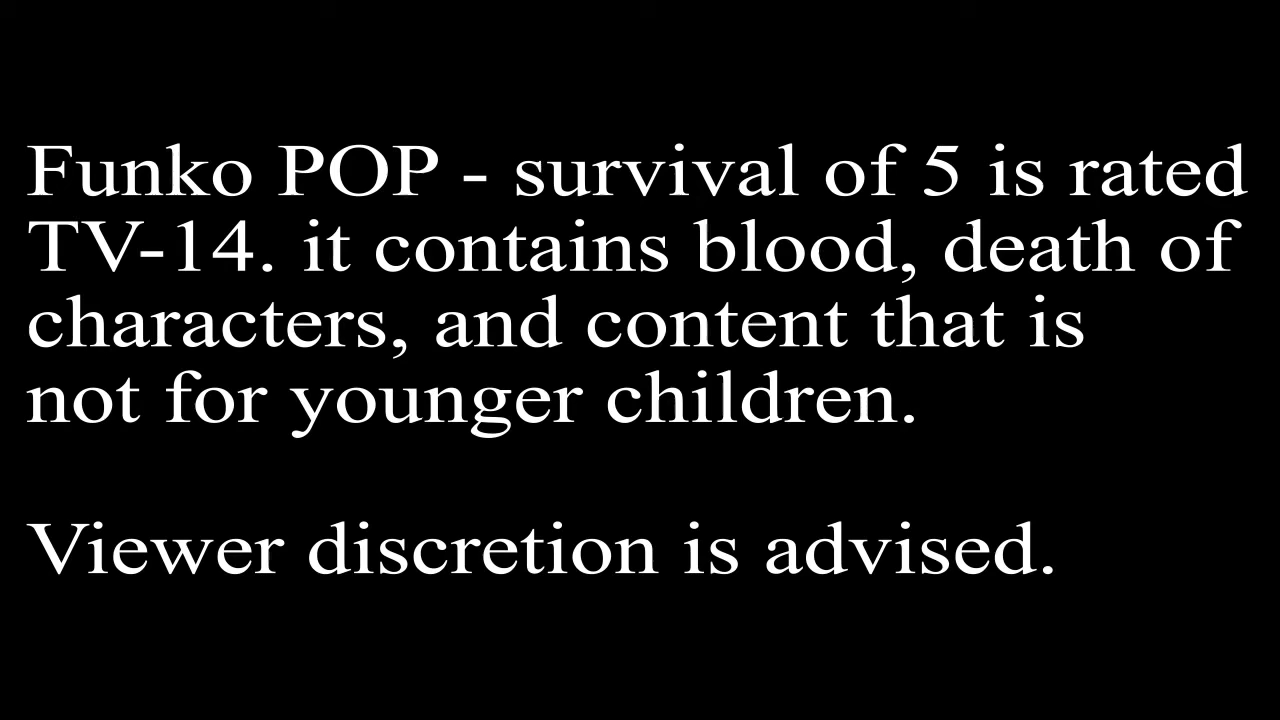 Funko POP - survival of 5 is rated
TV-14. it contains blood, death of
characters, and content that is
not for younger children.
Viewer discretion is advised.